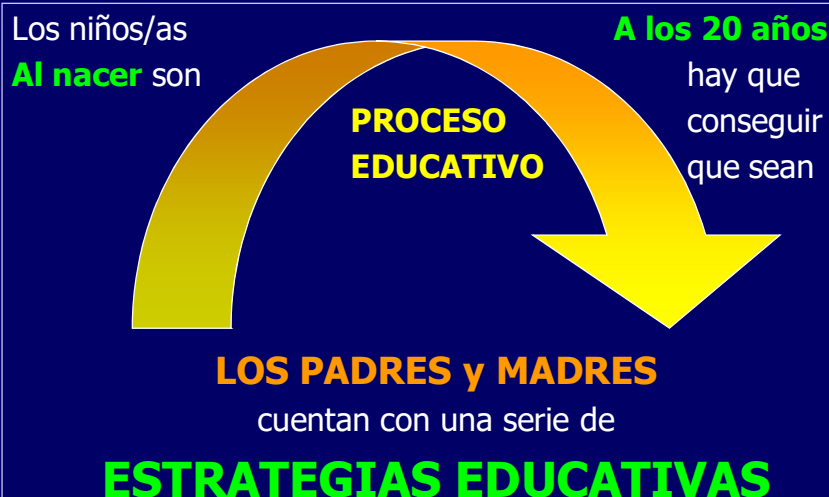 Los niños/as
Al nacer son
A los 20 años
hay que
conseguir
que sean
PROCESO
EDUCATIVO
LOS PADRES y MADRES
cuentan con una serie de
ESTRATEGIAS EDUCATIVAS